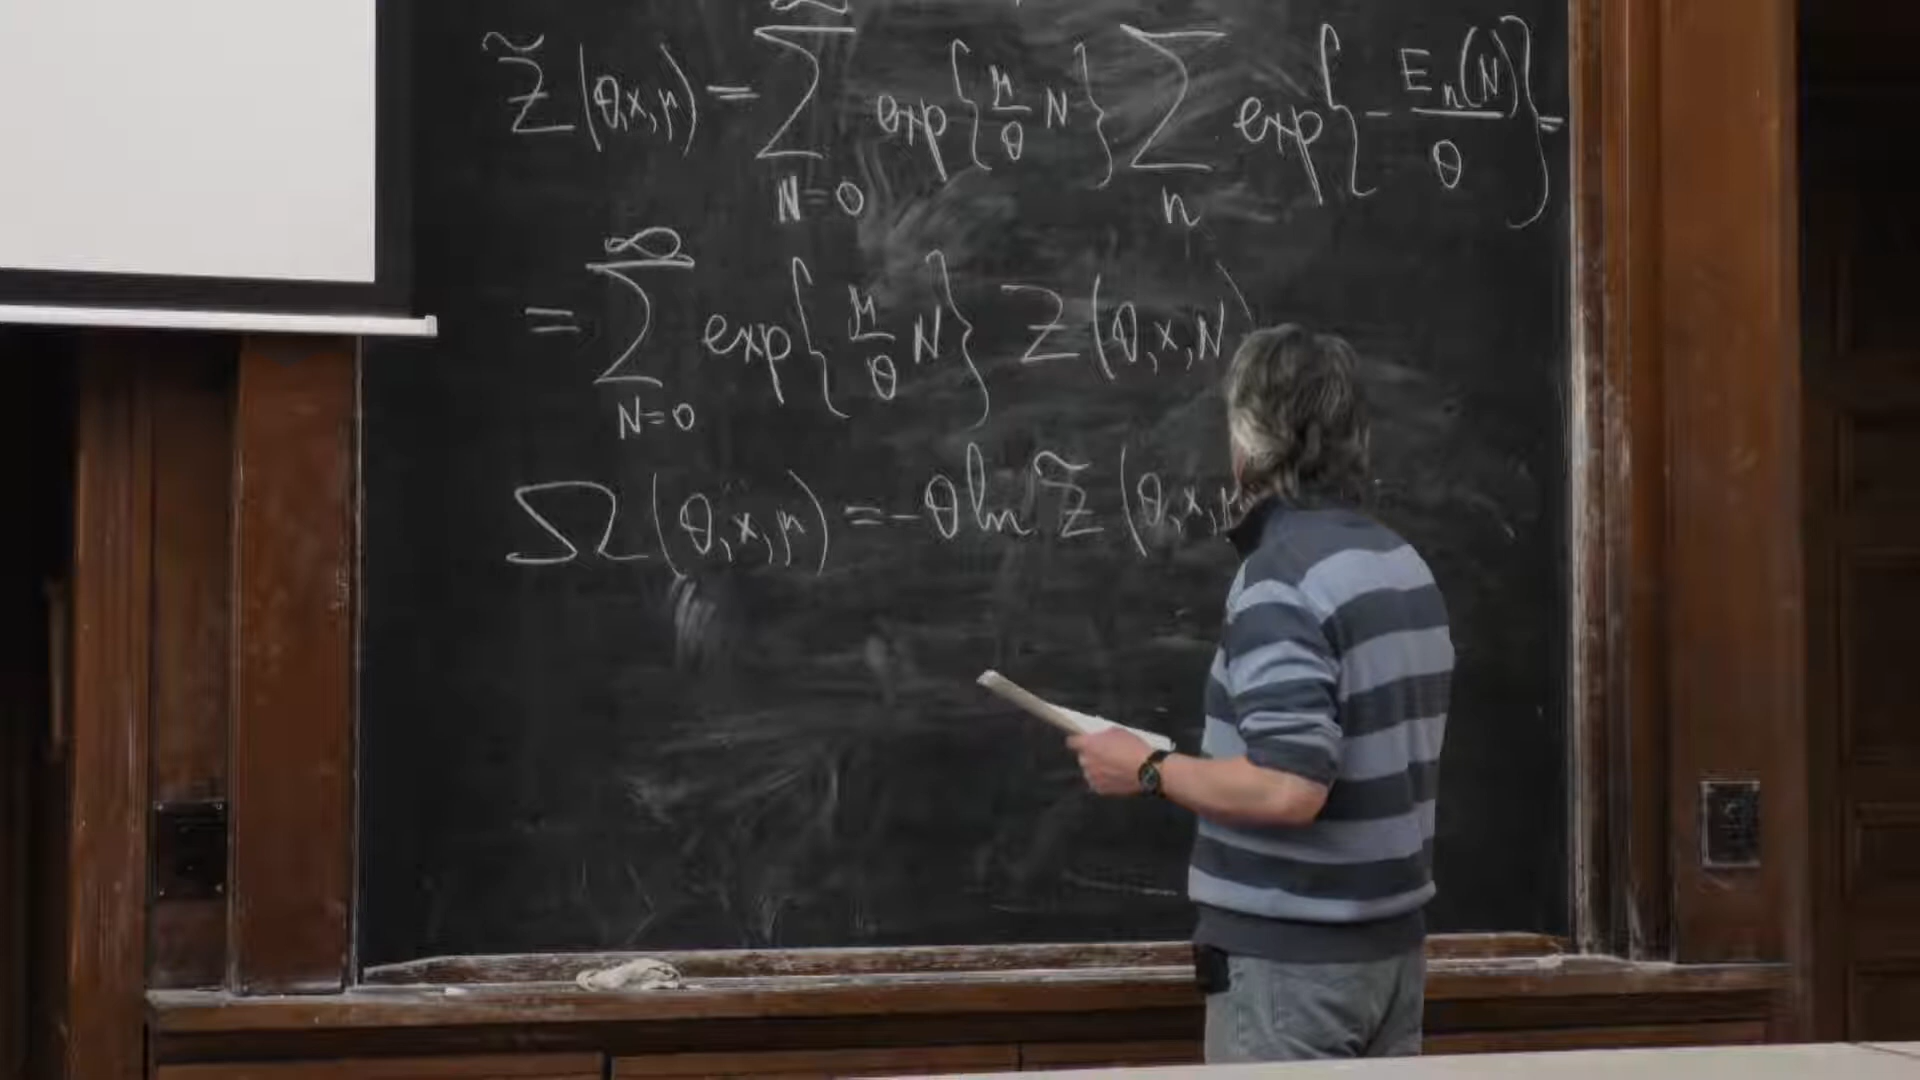 Z̃(θ,x,μ) = ∑_{N=0}^{∞} exp{μ/θ N} ∑_n exp{-E_n(N)/θ} =
= ∑_{N=0}^{∞} exp{μ/θ N} Z(θ,x,N)
Ω(θ,x,μ) = -θ ln Z̃(θ,x,μ